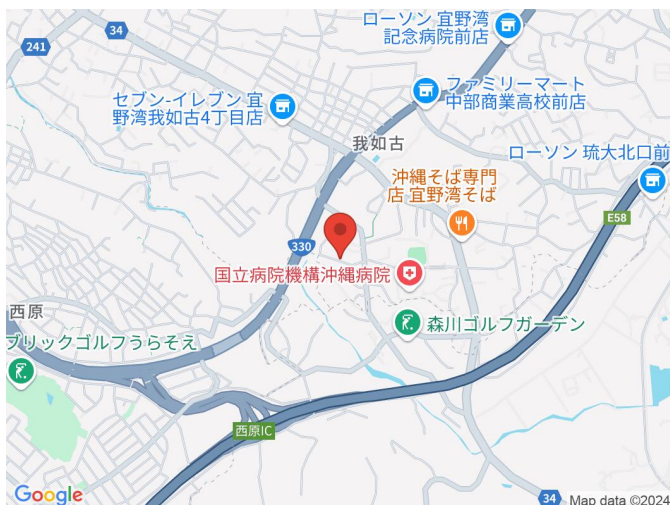 ローソン 宜野湾
記念病院前店
34
241
ファミリーマート
中部商業高校前店
セブン-イレブン 宜
野湾我如古4丁目店
我如古
ローソン 琉大北口前
沖縄そば専門
店 宜野湾そば
E58
330
国立病院機構沖縄病院
西原
森川ゴルフガーデン
ブリックゴルフうらそえ
西原IC
34
Google
Map data ©2024